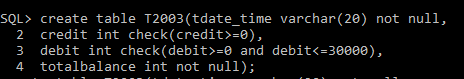 SQL> create table T2003(tdate_time varchar(20) not null,
2 credit int check(credit>=0),
3 debit int check(debit>=0 and debit<=30000),
4 totalbalance int not null);